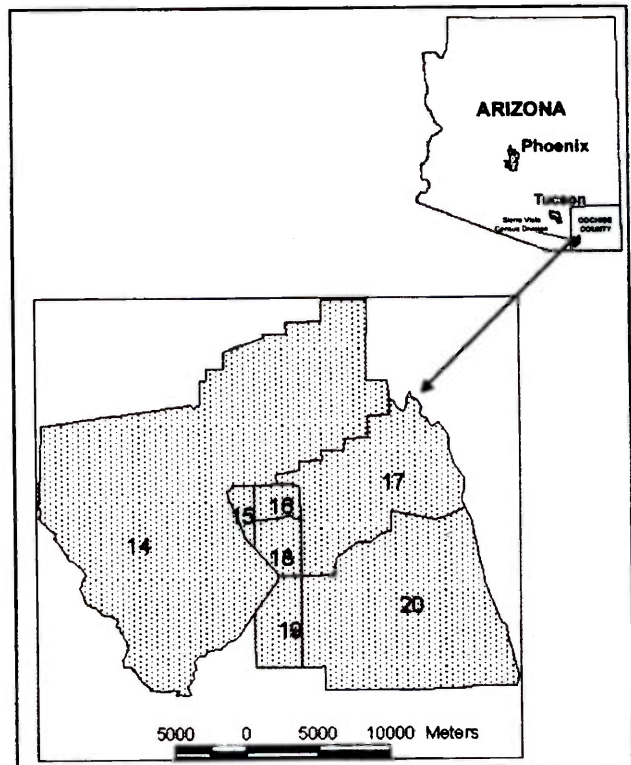 ARIZONA
Phoenix
Tucson
Sierra Vista
Census Division
COCHISE
COUNTY
17
16
15
14
18
20
19
5000 0 5000 10000 Meters